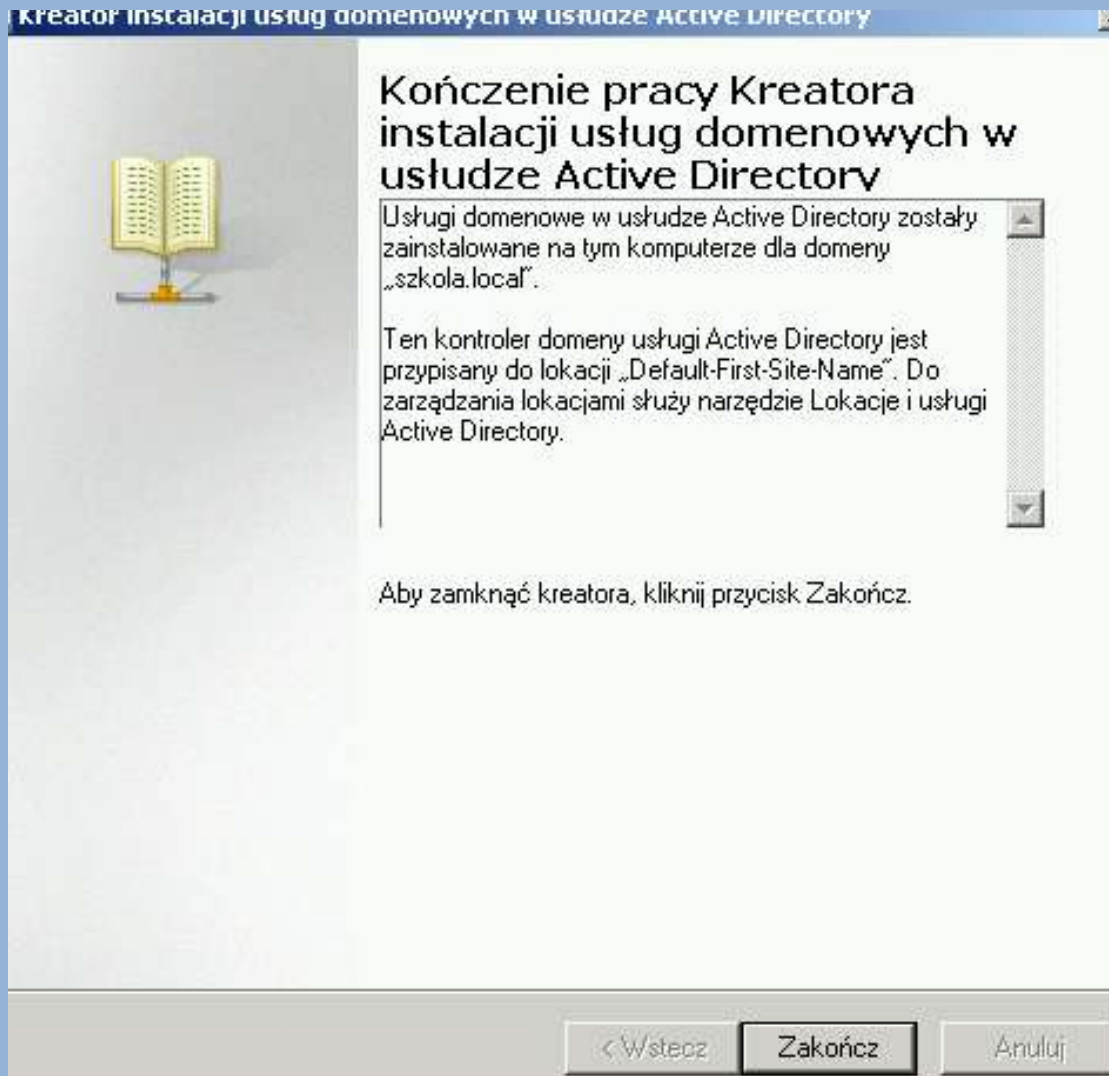 Kreator instalacji usług domenowych w usłudze Active Directory
Kończenie pracy Kreatora
instalacji usług domenowych w
usłudze Active Directory
Usługi domenowe w usłudze Active Directory zostały
zainstalowane na tym komputerze dla domeny
„szkola.local”.
Ten kontroler domeny usługi Active Directory jest
przypisany do lokacji „Default-First-Site-Name”. Do
zarządzania lokacjami służy narzędzie Lokacje i usługi
Active Directory.
Aby zamknąć kreatora, kliknij przycisk Zakończ.
< Wstecz
Zakończ
Anuluj